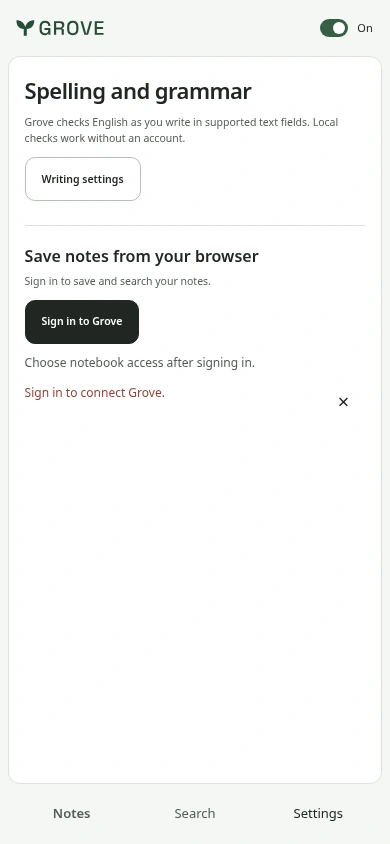 GROVE
On
Spelling and grammar
Grove checks English as you write in supported text fields. Local
checks work without an account.
Writing settings
Save notes from your browser
Sign in to save and search your notes.
Sign in to Grove
Choose notebook access after signing in.
Sign in to connect Grove.
×
Notes
Search
Settings